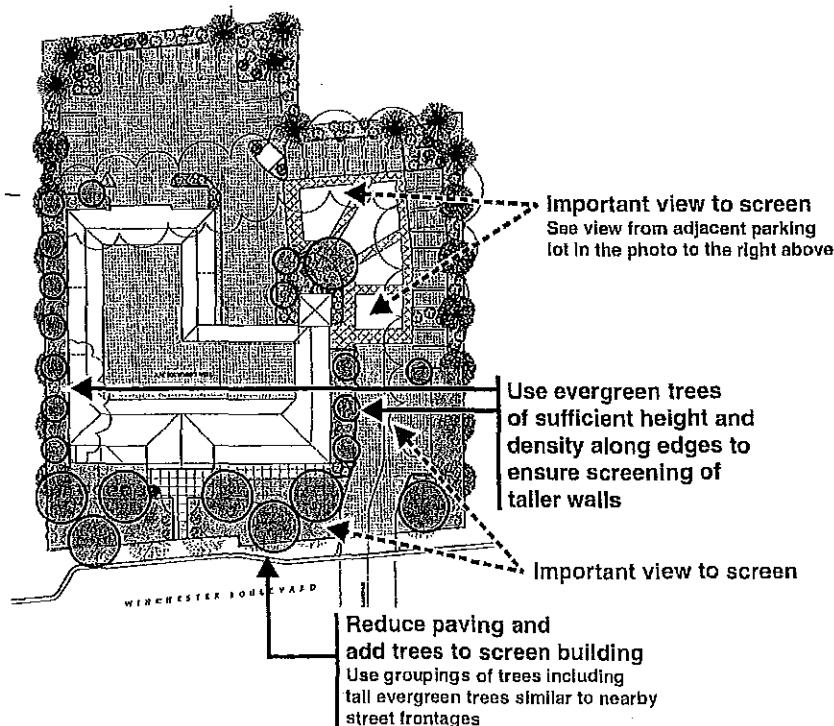 Important view to screen
See view from adjacent parking
lot in the photo to the right above
Use evergreen trees
of sufficient height and
density along edges to
ensure screening of
taller walls
Important view to screen
WINCHESTER BOULEVARD
Reduce paving and
add trees to screen building
Use groupings of trees including
tall evergreen trees similar to nearby
street frontages